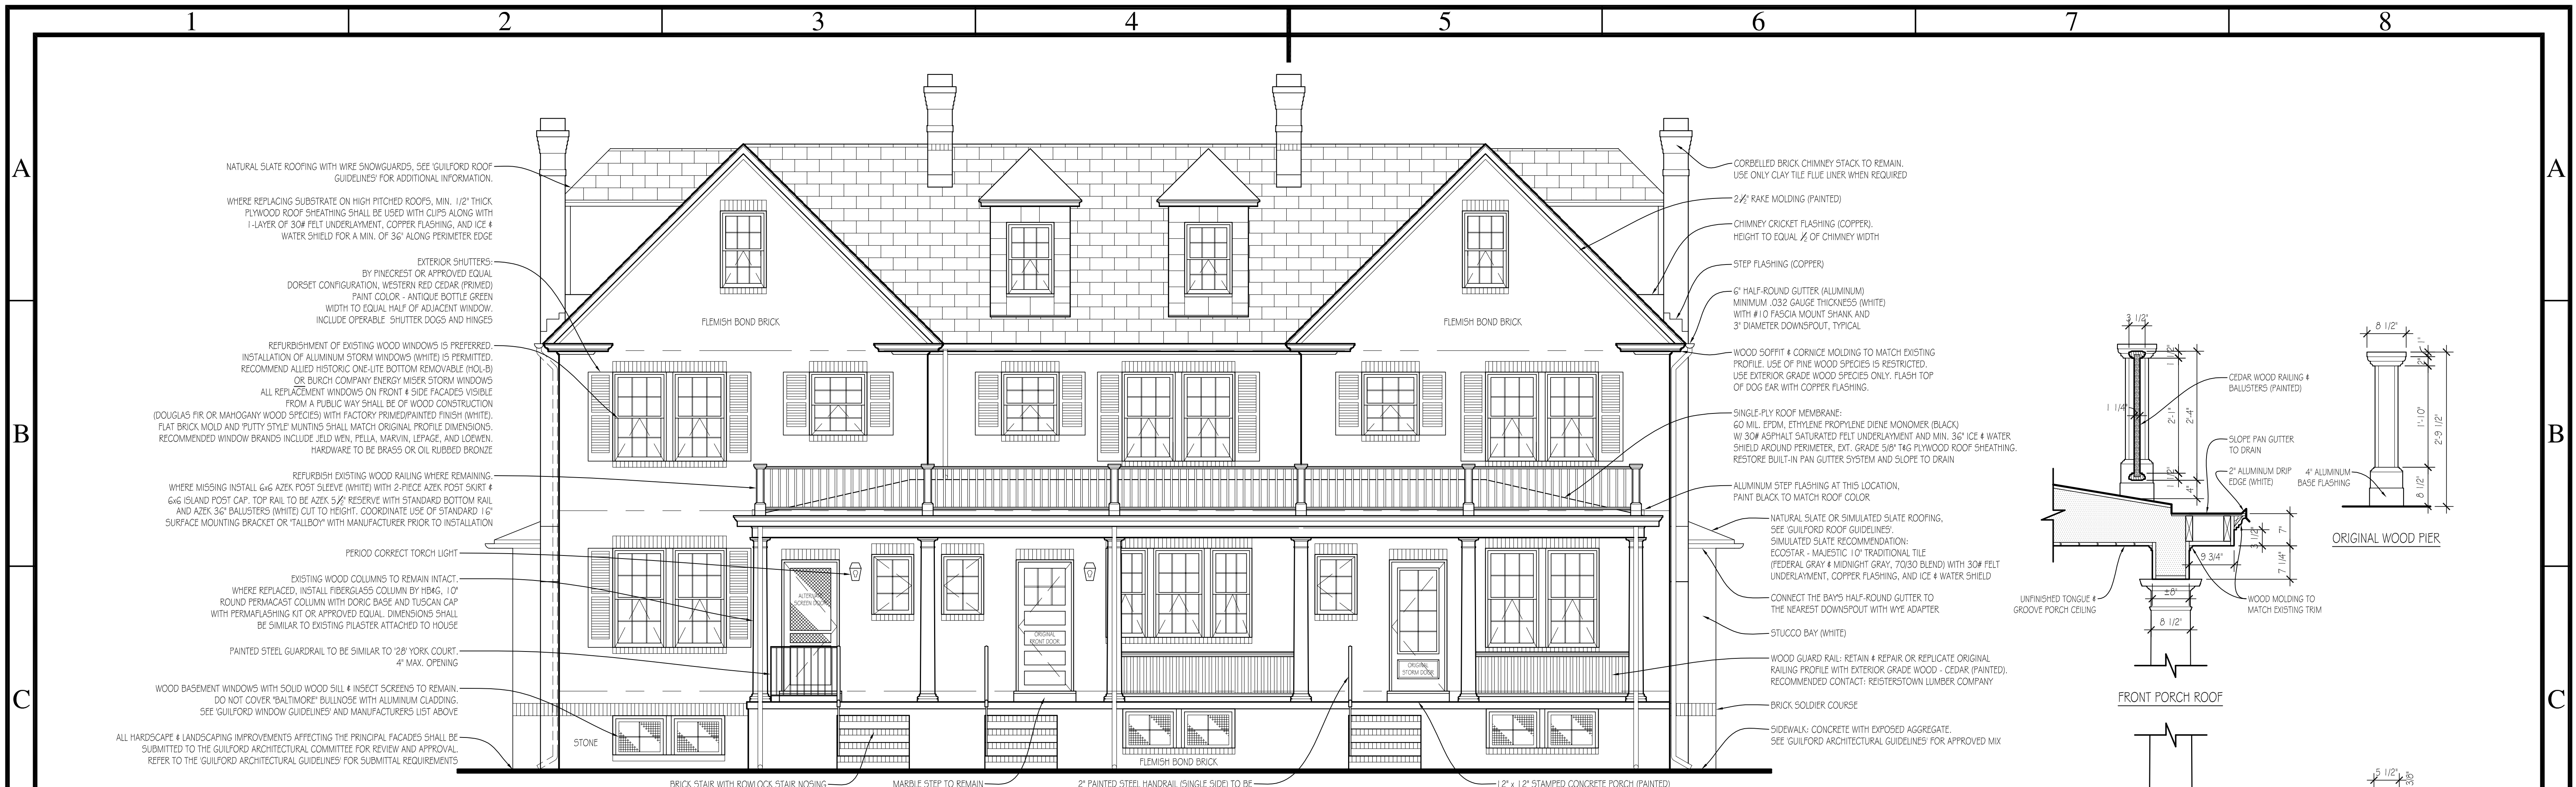 1 2 3 4 5 6 7 8
A
A
B
B
C
C
NATURAL SLATE ROOFING WITH WIRE SNOWGUARDS, SEE 'GUILFORD ROOF
GUIDELINES' FOR ADDITIONAL INFORMATION.
WHERE REPLACING SUBSTRATE ON HIGH PITCHED ROOFS, MIN. 1/2" THICK
PLYWOOD ROOF SHEATHING SHALL BE USED WITH CLIPS ALONG WITH
1-LAYER OF 30# FELT UNDERLAYMENT, COPPER FLASHING, AND ICE &
WATER SHIELD FOR A MIN. OF 36" ALONG PERIMETER EDGE
EXTERIOR SHUTTERS:
BY PINECREST OR APPROVED EQUAL
DORSET CONFIGURATION, WESTERN RED CEDAR (PRIMED)
PAINT COLOR - ANTIQUE BOTTLE GREEN
WIDTH TO EQUAL HALF OF ADJACENT WINDOW.
INCLUDE OPERABLE SHUTTER DOGS AND HINGES
REFURBISHMENT OF EXISTING WOOD WINDOWS IS PREFERRED.
INSTALLATION OF ALUMINUM STORM WINDOWS (WHITE) IS PERMITTED.
RECOMMEND ALLIED HISTORIC ONE-LITE BOTTOM REMOVABLE (HOL-B)
OR BURCH COMPANY ENERGY MISER STORM WINDOWS
ALL REPLACEMENT WINDOWS ON FRONT & SIDE FACADES VISIBLE
FROM A PUBLIC WAY SHALL BE OF WOOD CONSTRUCTION
(DOUGLAS FIR OR MAHOGANY WOOD SPECIES) WITH FACTORY PRIMED/PAINTED FINISH (WHITE).
FLAT BRICK MOLD AND 'PUTTY STYLE' MUNTINS SHALL MATCH ORIGINAL PROFILE DIMENSIONS.
RECOMMENDED WINDOW BRANDS INCLUDE JELD WEN, PELLA, MARVIN, LEPAGE, AND LOEWEN.
HARDWARE TO BE BRASS OR OIL RUBBED BRONZE
REFURBISH EXISTING WOOD RAILING WHERE REMAINING.
WHERE MISSING INSTALL 6x6 AZEK POST SLEEVE (WHITE) WITH 2-PIECE AZEK POST SKIRT &
6x6 ISLAND POST CAP. TOP RAIL TO BE AZEK 5 1/2" RESERVE WITH STANDARD BOTTOM RAIL
AND AZEK 36" BALUSTERS (WHITE) CUT TO HEIGHT. COORDINATE USE OF STANDARD 16"
SURFACE MOUNTING BRACKET OR "TALLBOY" WITH MANUFACTURER PRIOR TO INSTALLATION
PERIOD CORRECT TORCH LIGHT
EXISTING WOOD COLUMNS TO REMAIN INTACT.
WHERE REPLACED, INSTALL FIBERGLASS COLUMN BY HB&G, 10"
ROUND PERMACAST COLUMN WITH DORIC BASE AND TUSCAN CAP
WITH PERMAFLASHING KIT OR APPROVED EQUAL. DIMENSIONS SHALL
BE SIMILAR TO EXISTING PILASTER ATTACHED TO HOUSE
PAINTED STEEL GUARDRAIL TO BE SIMILAR TO '28' YORK COURT.
4" MAX. OPENING
WOOD BASEMENT WINDOWS WITH SOLID WOOD SILL & INSECT SCREENS TO REMAIN.
DO NOT COVER "BALTIMORE" BULLNOSE WITH ALUMINUM CLADDING.
SEE 'GUILFORD WINDOW GUIDELINES' AND MANUFACTURERS LIST ABOVE
ALL HARDSCAPE & LANDSCAPING IMPROVEMENTS AFFECTING THE PRINCIPAL FACADES SHALL BE
SUBMITTED TO THE GUILFORD ARCHITECTURAL COMMITTEE FOR REVIEW AND APPROVAL.
REFER TO THE 'GUILFORD ARCHITECTURAL GUIDELINES' FOR SUBMITTAL REQUIREMENTS
FLEMISH BOND BRICK
FLEMISH BOND BRICK
ALTERNATE
SCREEN DOOR
ORIGINAL
FRONT DOOR
ORIGINAL
STORM DOOR
STONE
FLEMISH BOND BRICK
BRICK STAIR WITH ROWLOCK STAIR NOSING
MARBLE STEP TO REMAIN
2" PAINTED STEEL HANDRAIL (SINGLE SIDE) TO BE
12" x 12" STAMPED CONCRETE PORCH (PAINTED)
CORBELLED BRICK CHIMNEY STACK TO REMAIN.
USE ONLY CLAY TILE FLUE LINER WHEN REQUIRED
2 1/2" RAKE MOLDING (PAINTED)
CHIMNEY CRICKET FLASHING (COPPER).
HEIGHT TO EQUAL 1/2 OF CHIMNEY WIDTH
STEP FLASHING (COPPER)
6" HALF-ROUND GUTTER (ALUMINUM)
MINIMUM .032 GAUGE THICKNESS (WHITE)
WITH #10 FASCIA MOUNT SHANK AND
3" DIAMETER DOWNSPOUT, TYPICAL
WOOD SOFFIT & CORNICE MOLDING TO MATCH EXISTING
PROFILE. USE OF PINE WOOD SPECIES IS RESTRICTED.
USE EXTERIOR GRADE WOOD SPECIES ONLY. FLASH TOP
OF DOG EAR WITH COPPER FLASHING.
SINGLE-PLY ROOF MEMBRANE:
60 MIL. EPDM, ETHYLENE PROPYLENE DIENE MONOMER (BLACK)
W/ 30# ASPHALT SATURATED FELT UNDERLAYMENT AND MIN. 36" ICE & WATER
SHIELD AROUND PERIMETER, EXT. GRADE 5/8" T&G PLYWOOD ROOF SHEATHING.
RESTORE BUILT-IN PAN GUTTER SYSTEM AND SLOPE TO DRAIN
ALUMINUM STEP FLASHING AT THIS LOCATION,
PAINT BLACK TO MATCH ROOF COLOR
NATURAL SLATE OR SIMULATED SLATE ROOFING,
SEE 'GUILFORD ROOF GUIDELINES'.
SIMULATED SLATE RECOMMENDATION:
ECOSTAR - MAJESTIC 10" TRADITIONAL TILE
(FEDERAL GRAY & MIDNIGHT GRAY, 70/30 BLEND) WITH 30# FELT
UNDERLAYMENT, COPPER FLASHING, AND ICE & WATER SHIELD
CONNECT THE BAY'S HALF-ROUND GUTTER TO
THE NEAREST DOWNSPOUT WITH WYE ADAPTER
STUCCO BAY (WHITE)
WOOD GUARD RAIL: RETAIN & REPAIR OR REPLICATE ORIGINAL
RAILING PROFILE WITH EXTERIOR GRADE WOOD - CEDAR (PAINTED).
RECOMMENDED CONTACT: REISTERSTOWN LUMBER COMPANY
BRICK SOLDIER COURSE
SIDEWALK: CONCRETE WITH EXPOSED AGGREGATE.
SEE 'GUILFORD ARCHITECTURAL GUIDELINES' FOR APPROVED MIX
3 1/2"
1 1/4"
2'-1"
2'-4"
4"
CEDAR WOOD RAILING &
BALUSTERS (PAINTED)
SLOPE PAN GUTTER
TO DRAIN
2" ALUMINUM DRIP
EDGE (WHITE)
7"
3 1/2"
7 1/4"
9 3/4"
±8"
8 1/2"
UNFINISHED TONGUE &
GROOVE PORCH CEILING
WOOD MOLDING TO
MATCH EXISTING TRIM
FRONT PORCH ROOF
8 1/2"
1"
2"
1'-10"
2'-9 1/2"
8 1/2"
4" ALUMINUM
BASE FLASHING
ORIGINAL WOOD PIER
5 1/2"
3/8"